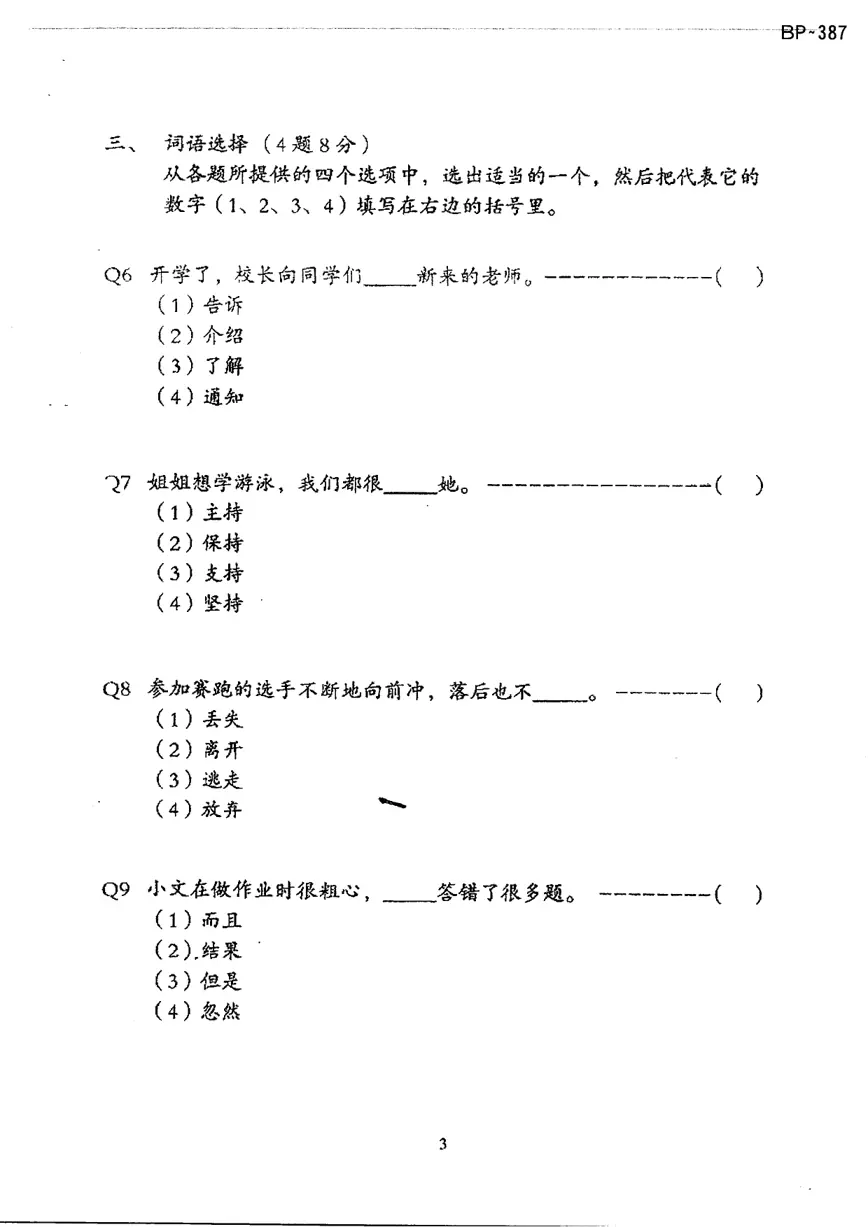 BP-387
三、 词语选择（4题8分）
从各题所提供的四个选项中，选出适当的一个，然后把代表它的
数字（1、2、3、4）填写在右边的括号里。
Q6 开学了，校长向同学们____新来的老师。------------( )
（1）告诉
（2）介绍
（3）了解
（4）通知
Q7 姐姐想学游泳，我们都很____她。----------------( )
（1）主持
（2）保持
（3）支持
（4）坚持
Q8 参加赛跑的选手不断地向前冲，落后也不____。-------( )
（1）丢失
（2）离开
（3）逃走
（4）放弃
Q9 小文在做作业时很粗心，____答错了很多题。--------( )
（1）而且
（2）结果
（3）但是
（4）忽然
3